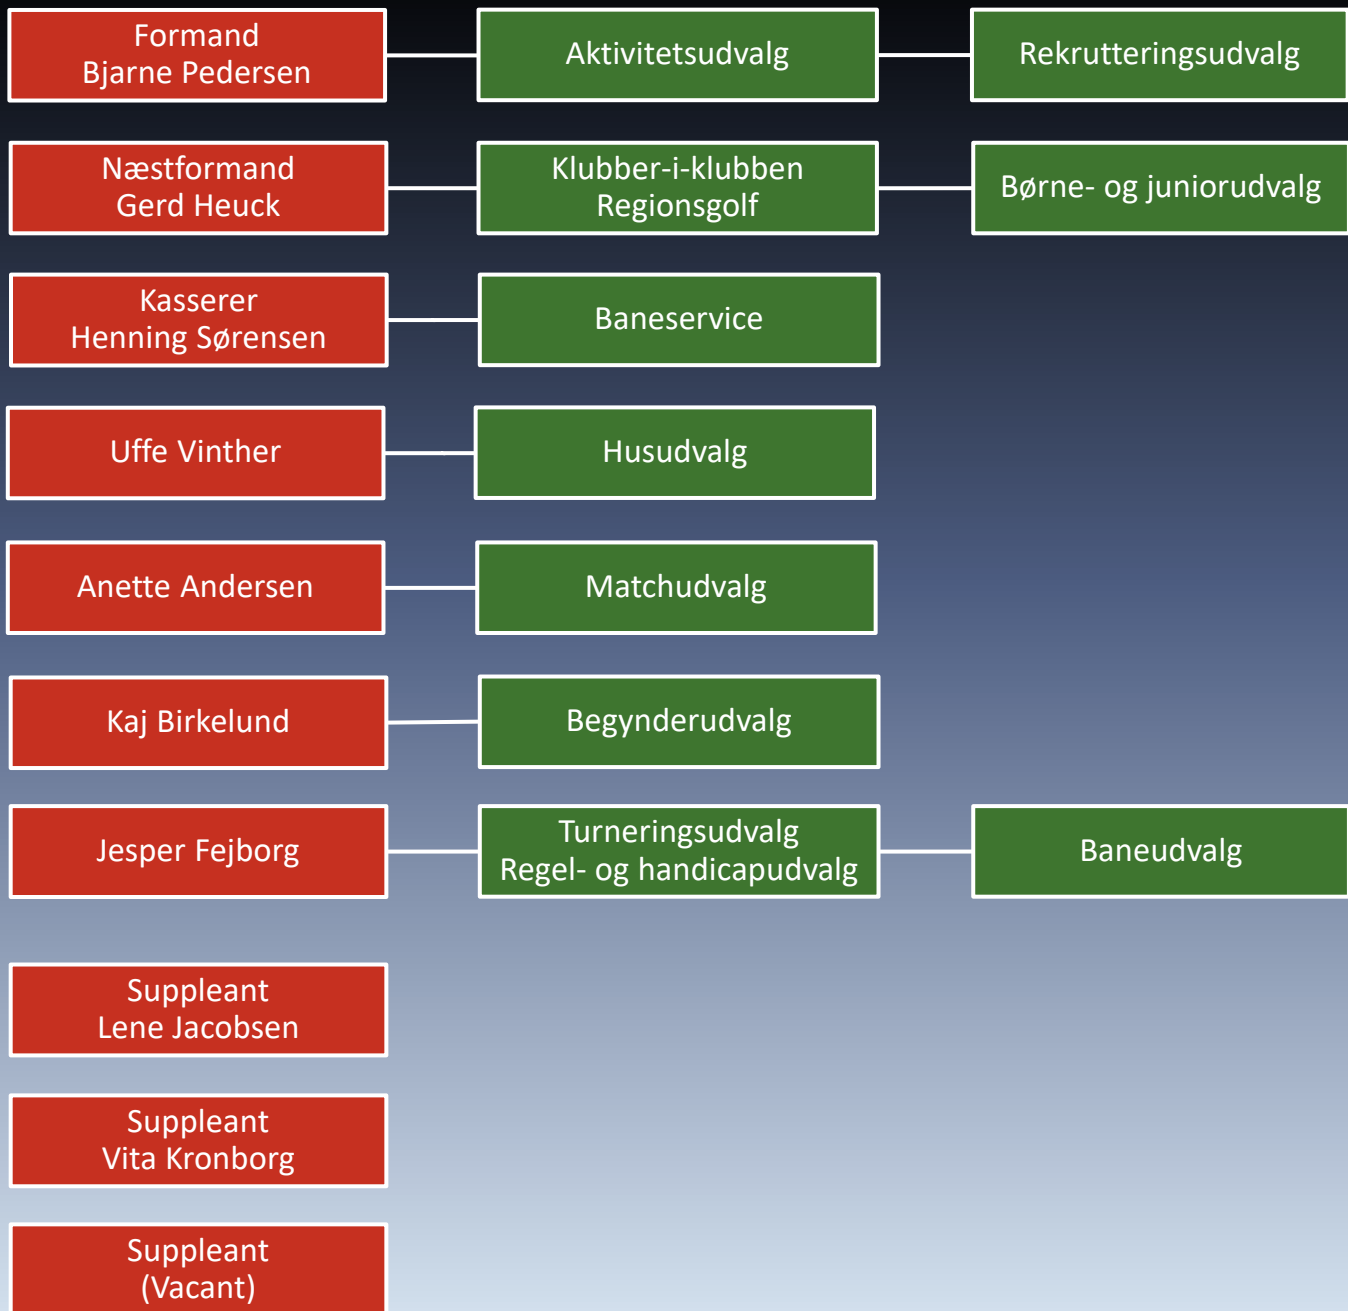 Formand
Bjarne Pedersen
Aktivitetsudvalg
Rekrutteringsudvalg
Næstformand
Gerd Heuck
Klubber-i-klubben
Regionsgolf
Børne- og juniorudvalg
Kasserer
Henning Sørensen
Baneservice
Uffe Vinther
Husudvalg
Anette Andersen
Matchudvalg
Kaj Birkelund
Begynderudvalg
Jesper Fejborg
Turneringsudvalg
Regel- og handicapudvalg
Baneudvalg
Suppleant
Lene Jacobsen
Suppleant
Vita Kronborg
Suppleant
(Vacant)